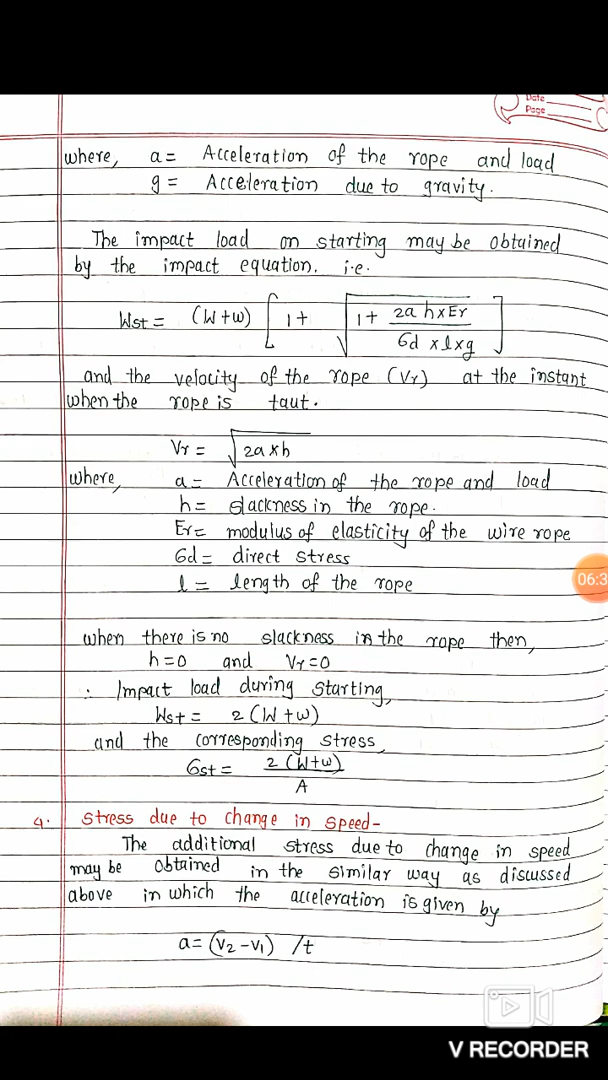 Date
Page
where, a = Acceleration of the rope and load
g = Acceleration due to gravity.
The impact load on starting may be obtained
by the impact equation. i.e.
Wst = (W+w) [ 1+ √(1 + 2a h×Er / σd ×l×g) ]
and the velocity of the rope (Vr) at the instant
when the rope is taut.
Vr = √(2a×h)
where, a = Acceleration of the rope and load
h = slackness in the rope.
Er = modulus of elasticity of the wire rope
σd = direct stress
l = length of the rope
06:3
when there is no slackness in the rope then,
h=0 and Vr=0
∴ Impact load during starting,
Wst = 2(W+w)
and the corresponding stress,
σst = 2(W+w) / A
4. stress due to change in speed-
The additional stress due to change in speed
may be obtained in the similar way as discussed
above in which the acceleration is given by
a = (V2 - V1) /t
V RECORDER